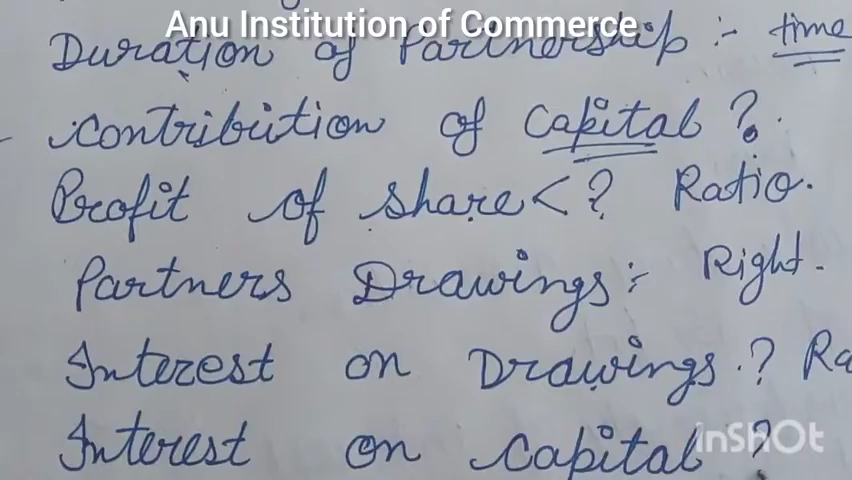 Anu Institution of Commerce
Duration of Partnership :- time
Contribution of Capital ?.
Profit of share < ? Ratio.
Partners Drawings :- Right.
Interest on Drawings .? Ra
Interest on Capital ?
InShOt